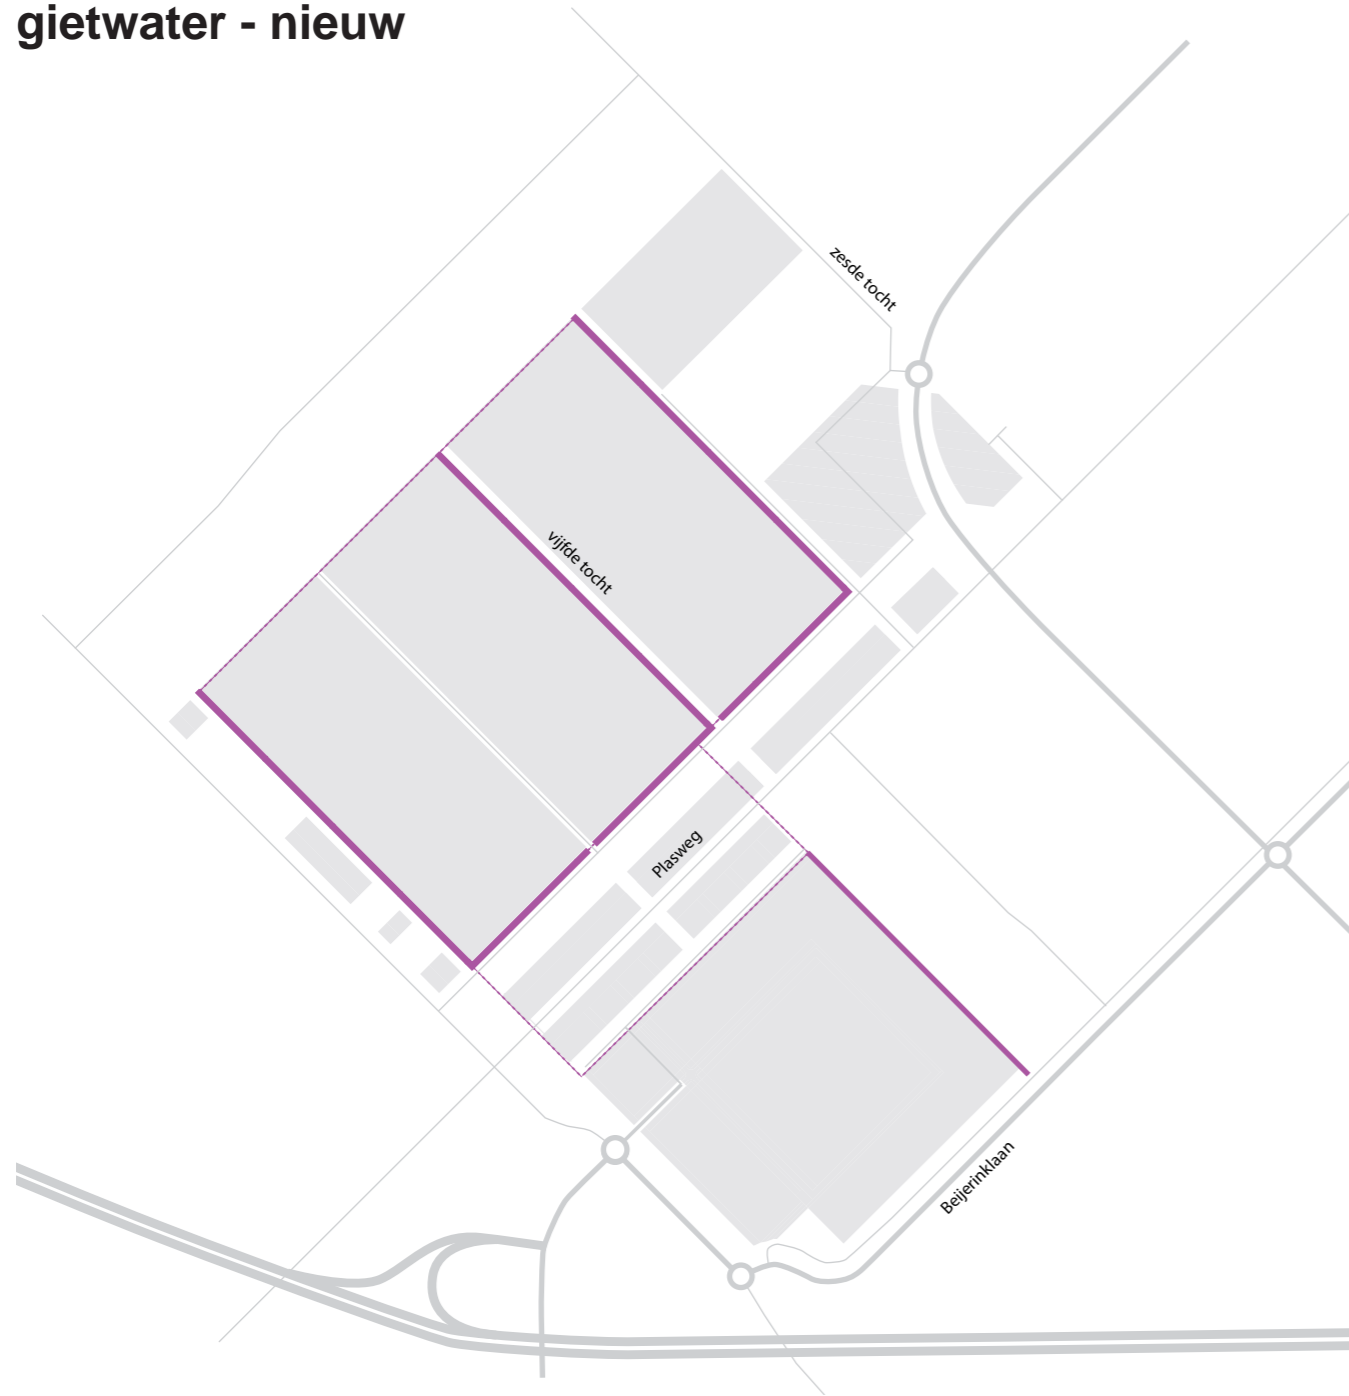 gietwater - nieuw
zesde tocht
vijfde tocht
Plasweg
Beijerinklaan